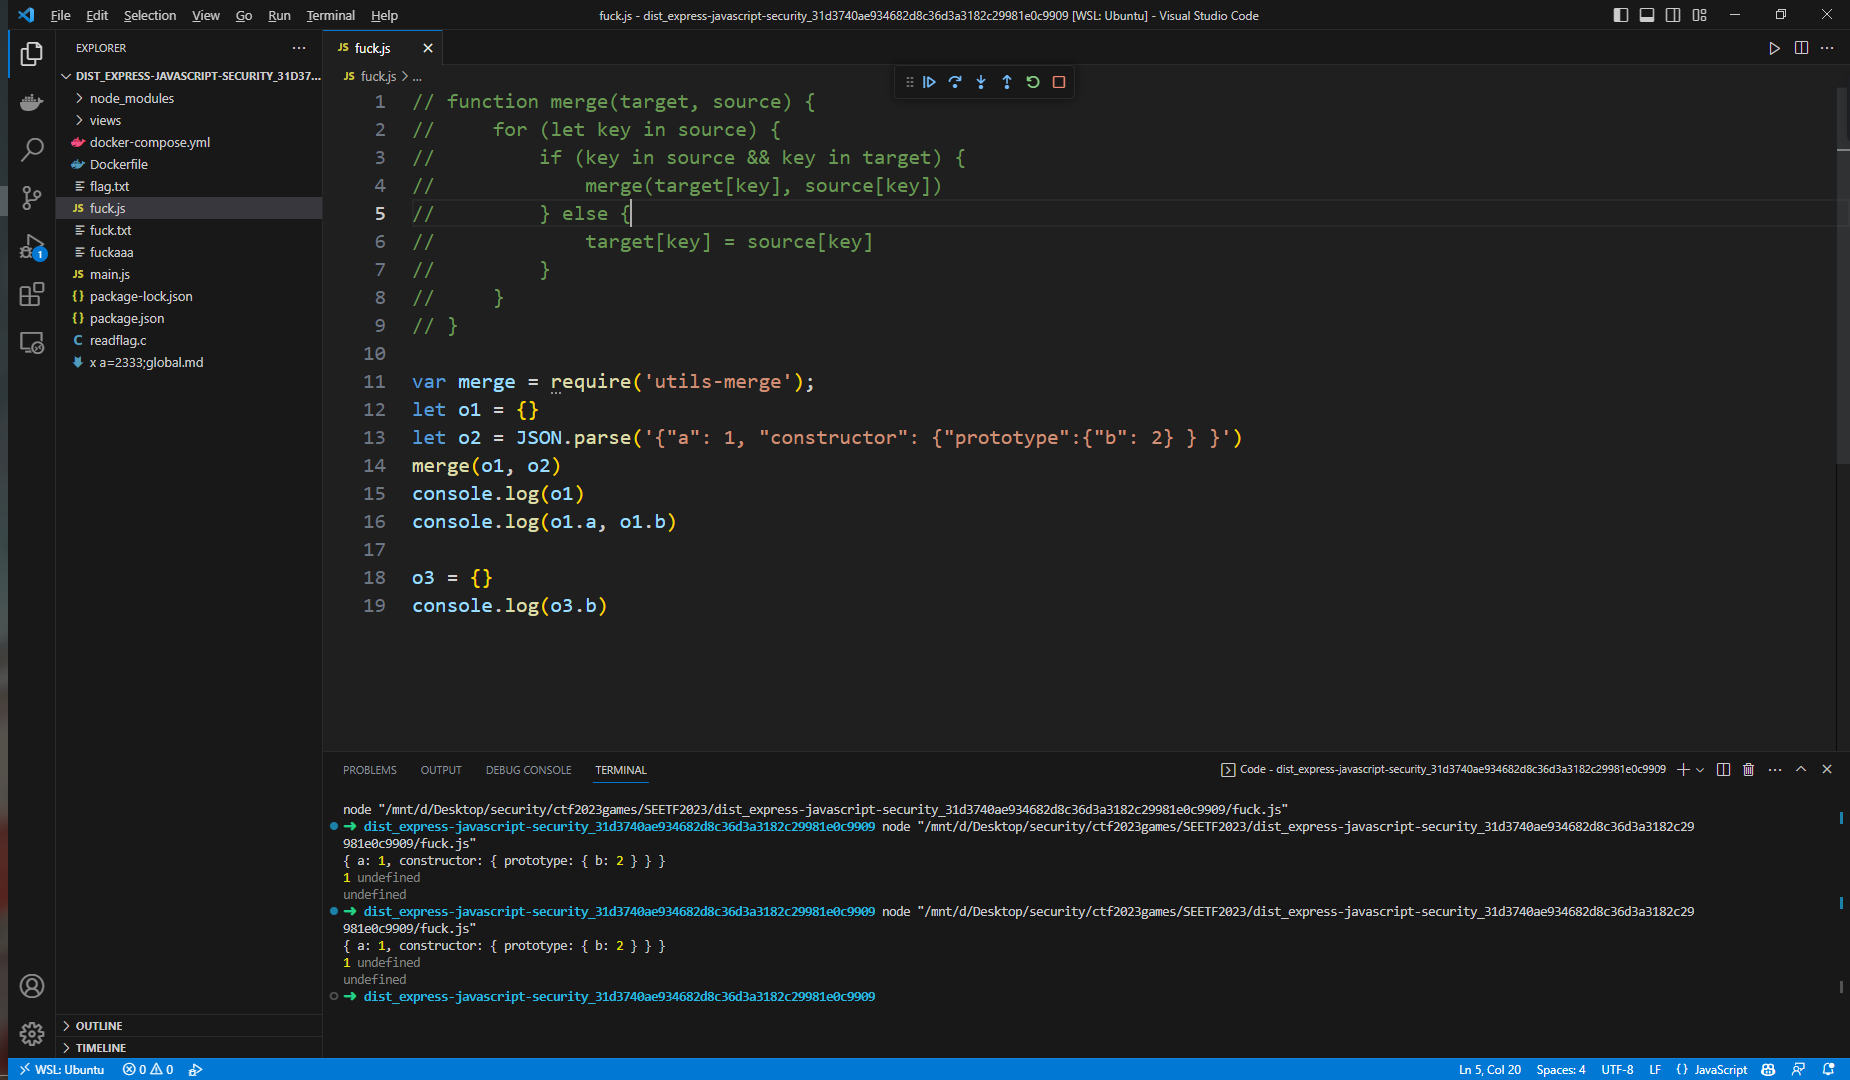 File Edit Selection View Go Run Terminal Help
fuck.js - dist_express-javascript-security_31d3740ae934682d8c36d3a3182c29981e0c9909 [WSL: Ubuntu] - Visual Studio Code
EXPLORER
DIST_EXPRESS-JAVASCRIPT-SECURITY_31D37...
node_modules
views
docker-compose.yml
Dockerfile
flag.txt
JS fuck.js
fuck.txt
fuckaaa
JS main.js
{} package-lock.json
{} package.json
C readflag.c
x a=2333;global.md
OUTLINE
TIMELINE
1
JS fuck.js
JS fuck.js > ...
1 // function merge(target, source) {
2 //     for (let key in source) {
3 //         if (key in source && key in target) {
4 //             merge(target[key], source[key])
5 //         } else {
6 //             target[key] = source[key]
7 //         }
8 //     }
9 // }
10
11 var merge = require('utils-merge');
12 let o1 = {}
13 let o2 = JSON.parse('{"a": 1, "constructor": {"prototype":{"b": 2} } }')
14 merge(o1, o2)
15 console.log(o1)
16 console.log(o1.a, o1.b)
17
18 o3 = {}
19 console.log(o3.b)
PROBLEMS OUTPUT DEBUG CONSOLE TERMINAL
Code - dist_express-javascript-security_31d3740ae934682d8c36d3a3182c29981e0c9909
node "/mnt/d/Desktop/security/ctf2023games/SEETF2023/dist_express-javascript-security_31d3740ae934682d8c36d3a3182c29981e0c9909/fuck.js"
➜ dist_express-javascript-security_31d3740ae934682d8c36d3a3182c29981e0c9909 node "/mnt/d/Desktop/security/ctf2023games/SEETF2023/dist_express-javascript-security_31d3740ae934682d8c36d3a3182c29
981e0c9909/fuck.js"
{ a: 1, constructor: { prototype: { b: 2 } } }
1 undefined
undefined
➜ dist_express-javascript-security_31d3740ae934682d8c36d3a3182c29981e0c9909 node "/mnt/d/Desktop/security/ctf2023games/SEETF2023/dist_express-javascript-security_31d3740ae934682d8c36d3a3182c29
981e0c9909/fuck.js"
{ a: 1, constructor: { prototype: { b: 2 } } }
1 undefined
undefined
➜ dist_express-javascript-security_31d3740ae934682d8c36d3a3182c29981e0c9909
WSL: Ubuntu 0 0
Ln 5, Col 20 Spaces: 4 UTF-8 LF {} JavaScript